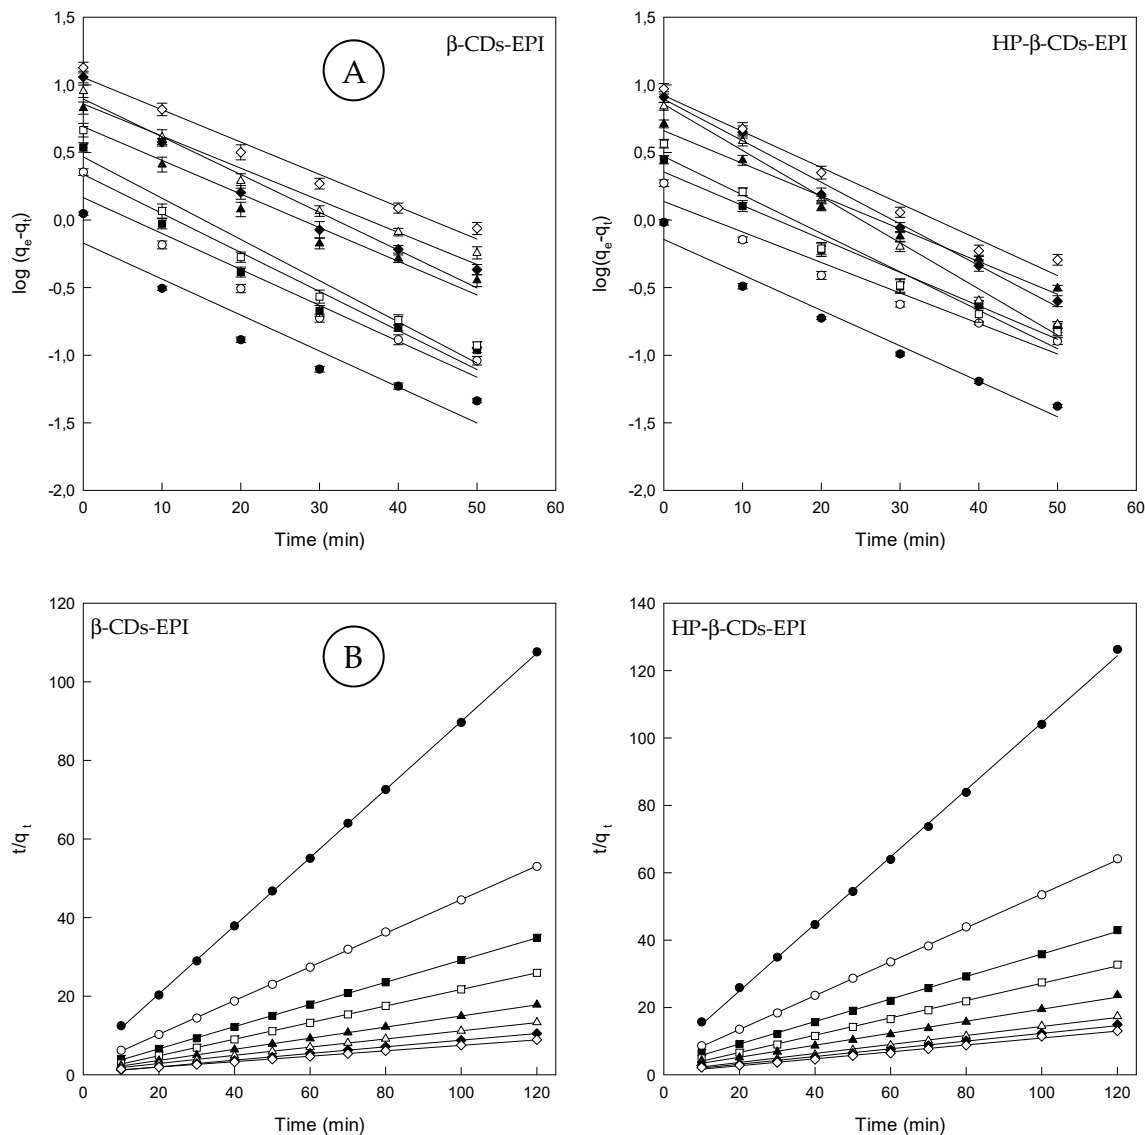 β-CDs-EPI
HP-β-CDs-EPI
A
1,5
1,0
0,5
0,0
-0,5
-1,0
-1,5
-2,0
log (qe-qt)
0 10 20 30 40 50
Time (min)
1,5
1,0
0,5
0,0
-0,5
-1,0
-1,5
-2,0
log(qe-qt)
0 10 20 30 40 50 60
Time (min)
β-CDs-EPI
B
120
100
80
60
40
20
0
t/q t
0 20 40 60 80 100 120
Time (min)
HP-β-CDs-EPI
140
120
100
80
60
40
20
0
t/q t
0 20 40 60 80 100 120
Time (min)